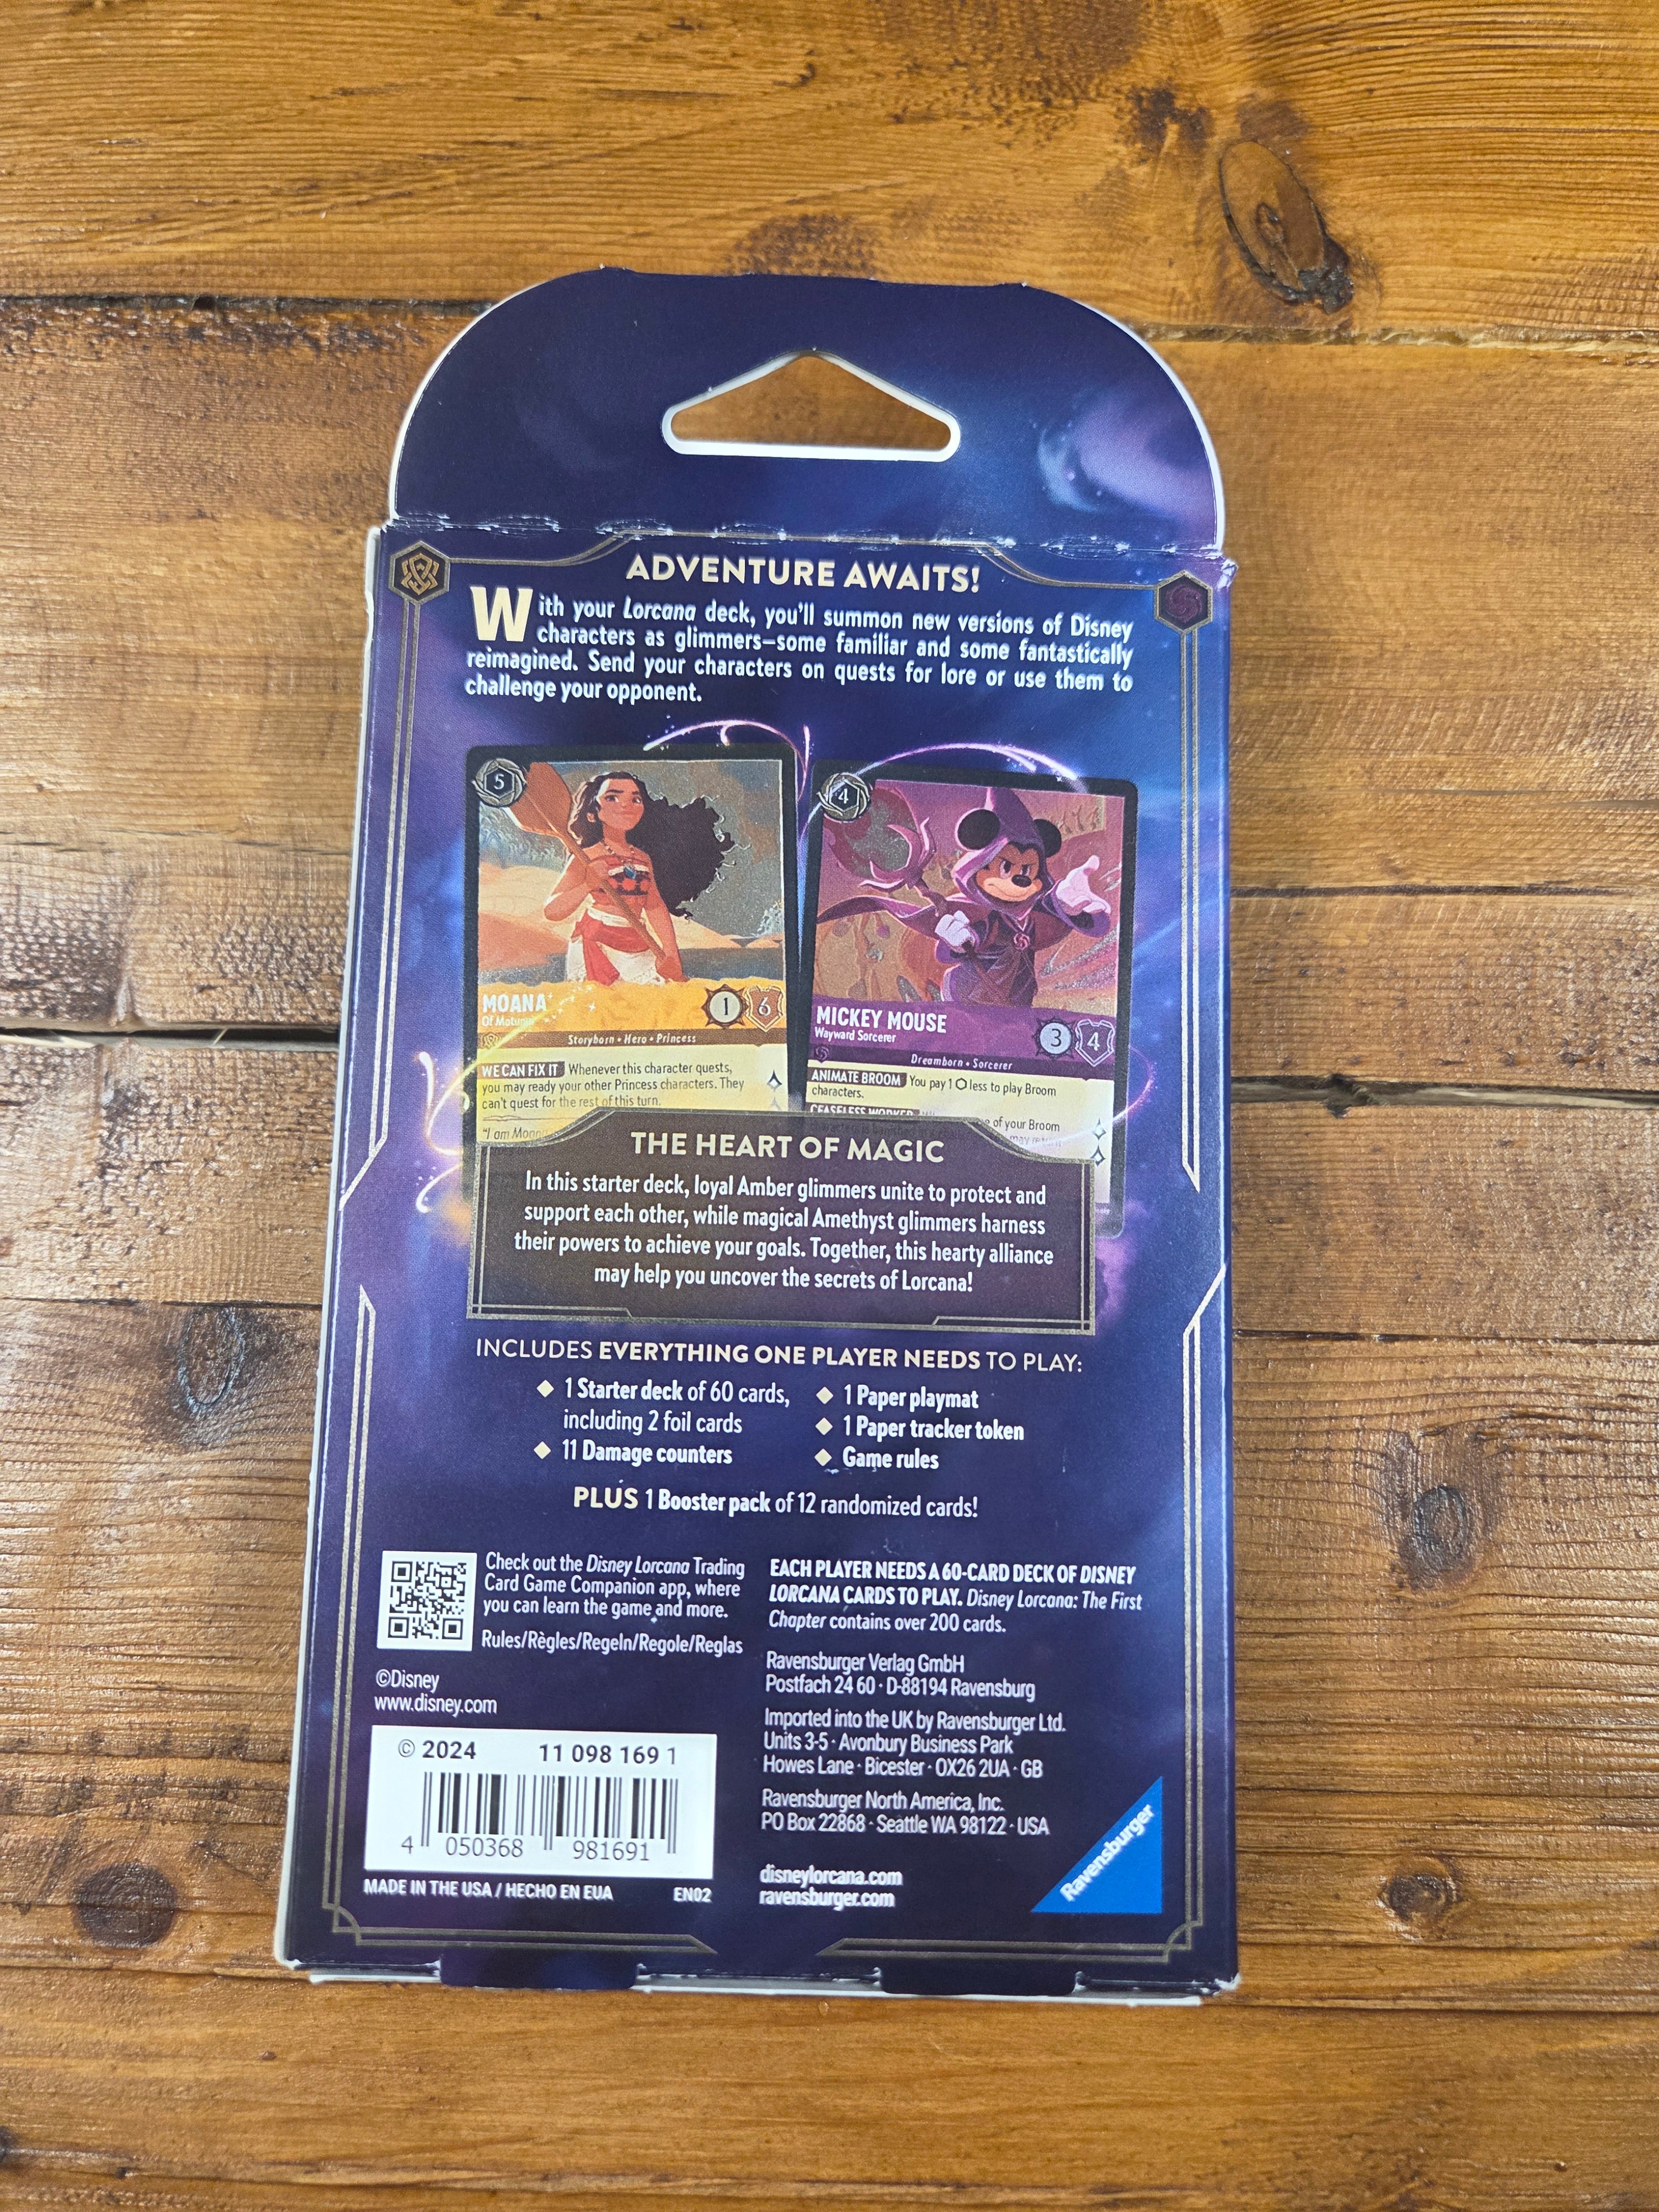 ADVENTURE AWAITS!
With your Lorcana deck, you'll summon new versions of Disney
characters as glimmers—some familiar and some fantastically
reimagined. Send your characters on quests for lore or use them to
challenge your opponent.
5
MOANA
Of Motunui
1 6
Storyborn • Hero • Princess
WE CAN FIX IT Whenever this character quests,
you may ready your other Princess characters. They
can't quest for the rest of this turn.
"I am Moana
4
MICKEY MOUSE
Wayward Sorcerer
3 4
Dreamborn • Sorcerer
ANIMATE BROOM You pay 1 ⬡ less to play Broom
characters.
CEASELESS WORKER
of your Broom
may return
THE HEART OF MAGIC
In this starter deck, loyal Amber glimmers unite to protect and
support each other, while magical Amethyst glimmers harness
their powers to achieve your goals. Together, this hearty alliance
may help you uncover the secrets of Lorcana!
INCLUDES EVERYTHING ONE PLAYER NEEDS TO PLAY:
◆ 1 Starter deck of 60 cards,
including 2 foil cards
◆ 11 Damage counters
◆ 1 Paper playmat
◆ 1 Paper tracker token
◆ Game rules
PLUS 1 Booster pack of 12 randomized cards!
Check out the Disney Lorcana Trading
Card Game Companion app, where
you can learn the game and more.
Rules/Règles/Regeln/Regole/Reglas
©Disney
www.disney.com
© 2024 11 098 169 1
4 050368 981691
MADE IN THE USA / HECHO EN EUA EN02
EACH PLAYER NEEDS A 60-CARD DECK OF DISNEY
LORCANA CARDS TO PLAY. Disney Lorcana: The First
Chapter contains over 200 cards.
Ravensburger Verlag GmbH
Postfach 24 60 · D-88194 Ravensburg
Imported into the UK by Ravensburger Ltd.
Units 3-5 · Avonbury Business Park
Howes Lane · Bicester · OX26 2UA · GB
Ravensburger North America, Inc.
PO Box 22868 · Seattle WA 98122 · USA
disneylorcana.com
ravensburger.com
Ravensburger